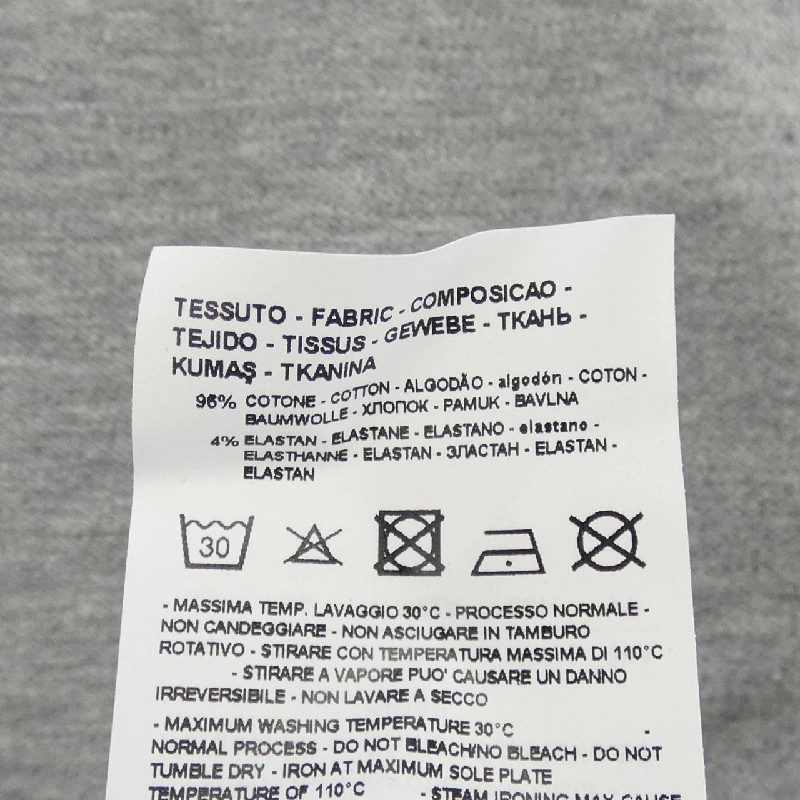 TESSUTO - FABRIC - COMPOSICAO -
TEJIDO - TISSUS - GEWEBE - ТКАНЬ -
KUMAŞ - TKANINA
96% COTONE - COTTON - ALGODÃO - algodón - COTON -
BAUMWOLLE - ХЛОПОК - PAMUK - BAVLNA
4% ELASTAN - ELASTANE - ELASTANO - elastano -
ELASTHANNE - ELASTAN - ЭЛАСТАН - ELASTAN -
ELASTAN
30
- MASSIMA TEMP. LAVAGGIO 30°C - PROCESSO NORMALE -
NON CANDEGGIARE - NON ASCIUGARE IN TAMBURO
ROTATIVO - STIRARE CON TEMPERATURA MASSIMA DI 110°C
- STIRARE A VAPORE PUO' CAUSARE UN DANNO
IRREVERSIBILE - NON LAVARE A SECCO
- MAXIMUM WASHING TEMPERATURE 30°C -
NORMAL PROCESS - DO NOT BLEACH/NO BLEACH - DO NOT
TUMBLE DRY - IRON AT MAXIMUM SOLE PLATE
TEMPERATURE OF 110°C - STEAM IRONING MAY CAUSE